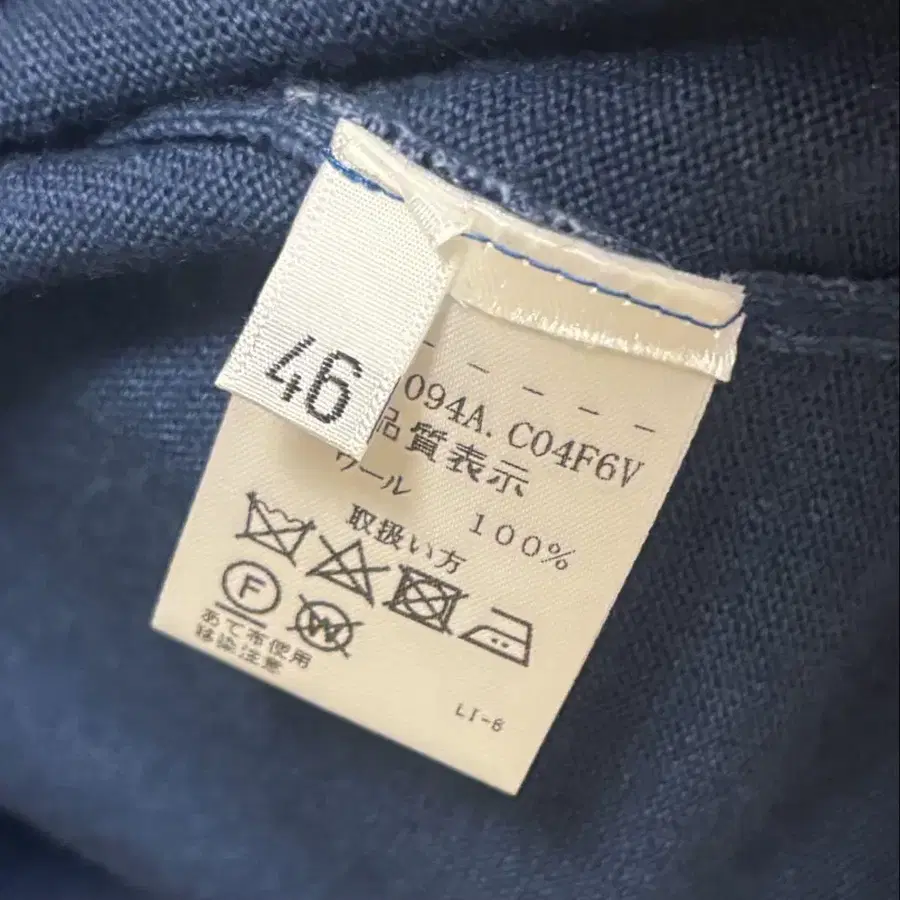 46
094A. C04F6V
品質表示
ウール 100%
取扱い方
F
W
あて布使用
移染注意
LI-6